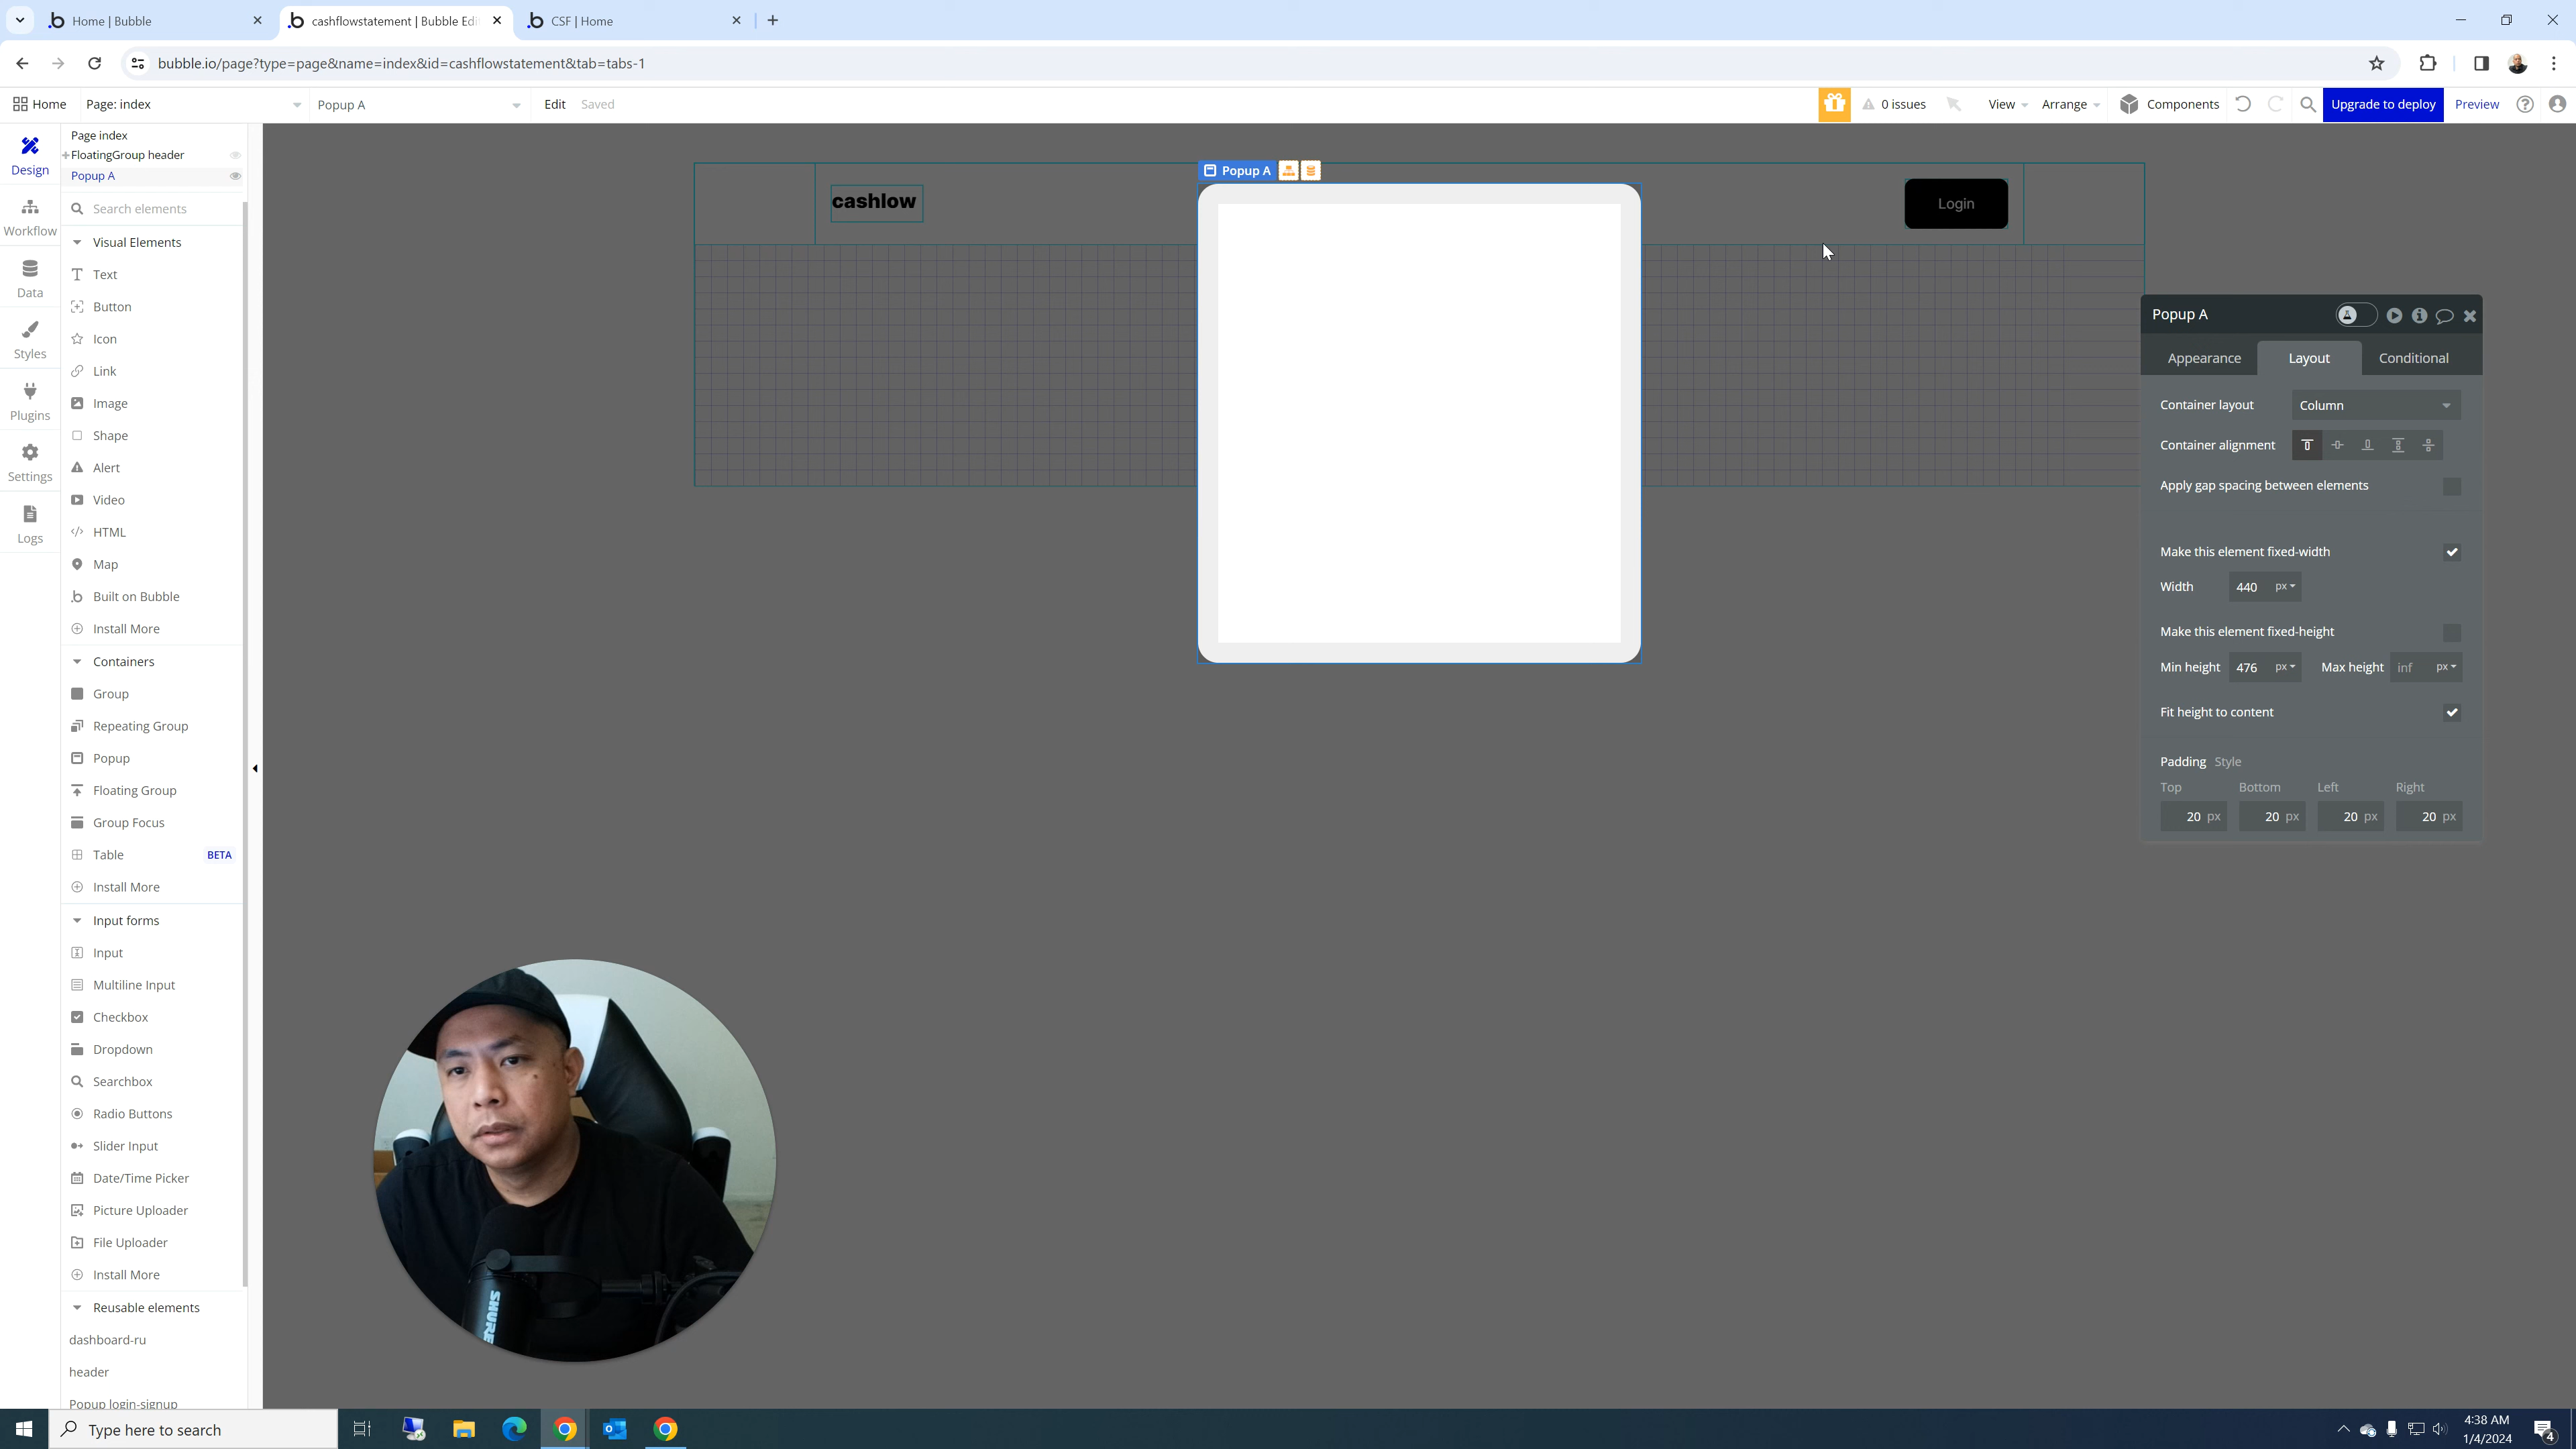 Home | Bubble
cashflowstatement | Bubble Edi
CSF | Home
bubble.io/page?type=page&name=index&id=cashflowstatement&tab=tabs-1
Home
Page: index
Popup A
Edit
Saved
0 issues
View
Arrange
Components
Upgrade to deploy
Preview
Design
Workflow
Data
Styles
Plugins
Settings
Logs
Page index
FloatingGroup header
Popup A
Search elements
Visual Elements
Text
Button
Icon
Link
Image
Shape
Alert
Video
HTML
Map
Built on Bubble
Install More
Containers
Group
Repeating Group
Popup
Floating Group
Group Focus
Table BETA
Install More
Input forms
Input
Multiline Input
Checkbox
Dropdown
Searchbox
Radio Buttons
Slider Input
Date/Time Picker
Picture Uploader
File Uploader
Install More
Reusable elements
dashboard-ru
header
Popup login-signup
cashlow
Popup A
Login
Popup A
Appearance Layout Conditional
Container layout Column
Container alignment
Apply gap spacing between elements
Make this element fixed-width
Width 440 px
Make this element fixed-height
Min height 476 px Max height inf px
Fit height to content
Padding Style
Top Bottom Left Right
20 px 20 px 20 px 20 px
SHURE
Type here to search
4:38 AM
1/4/2024
4